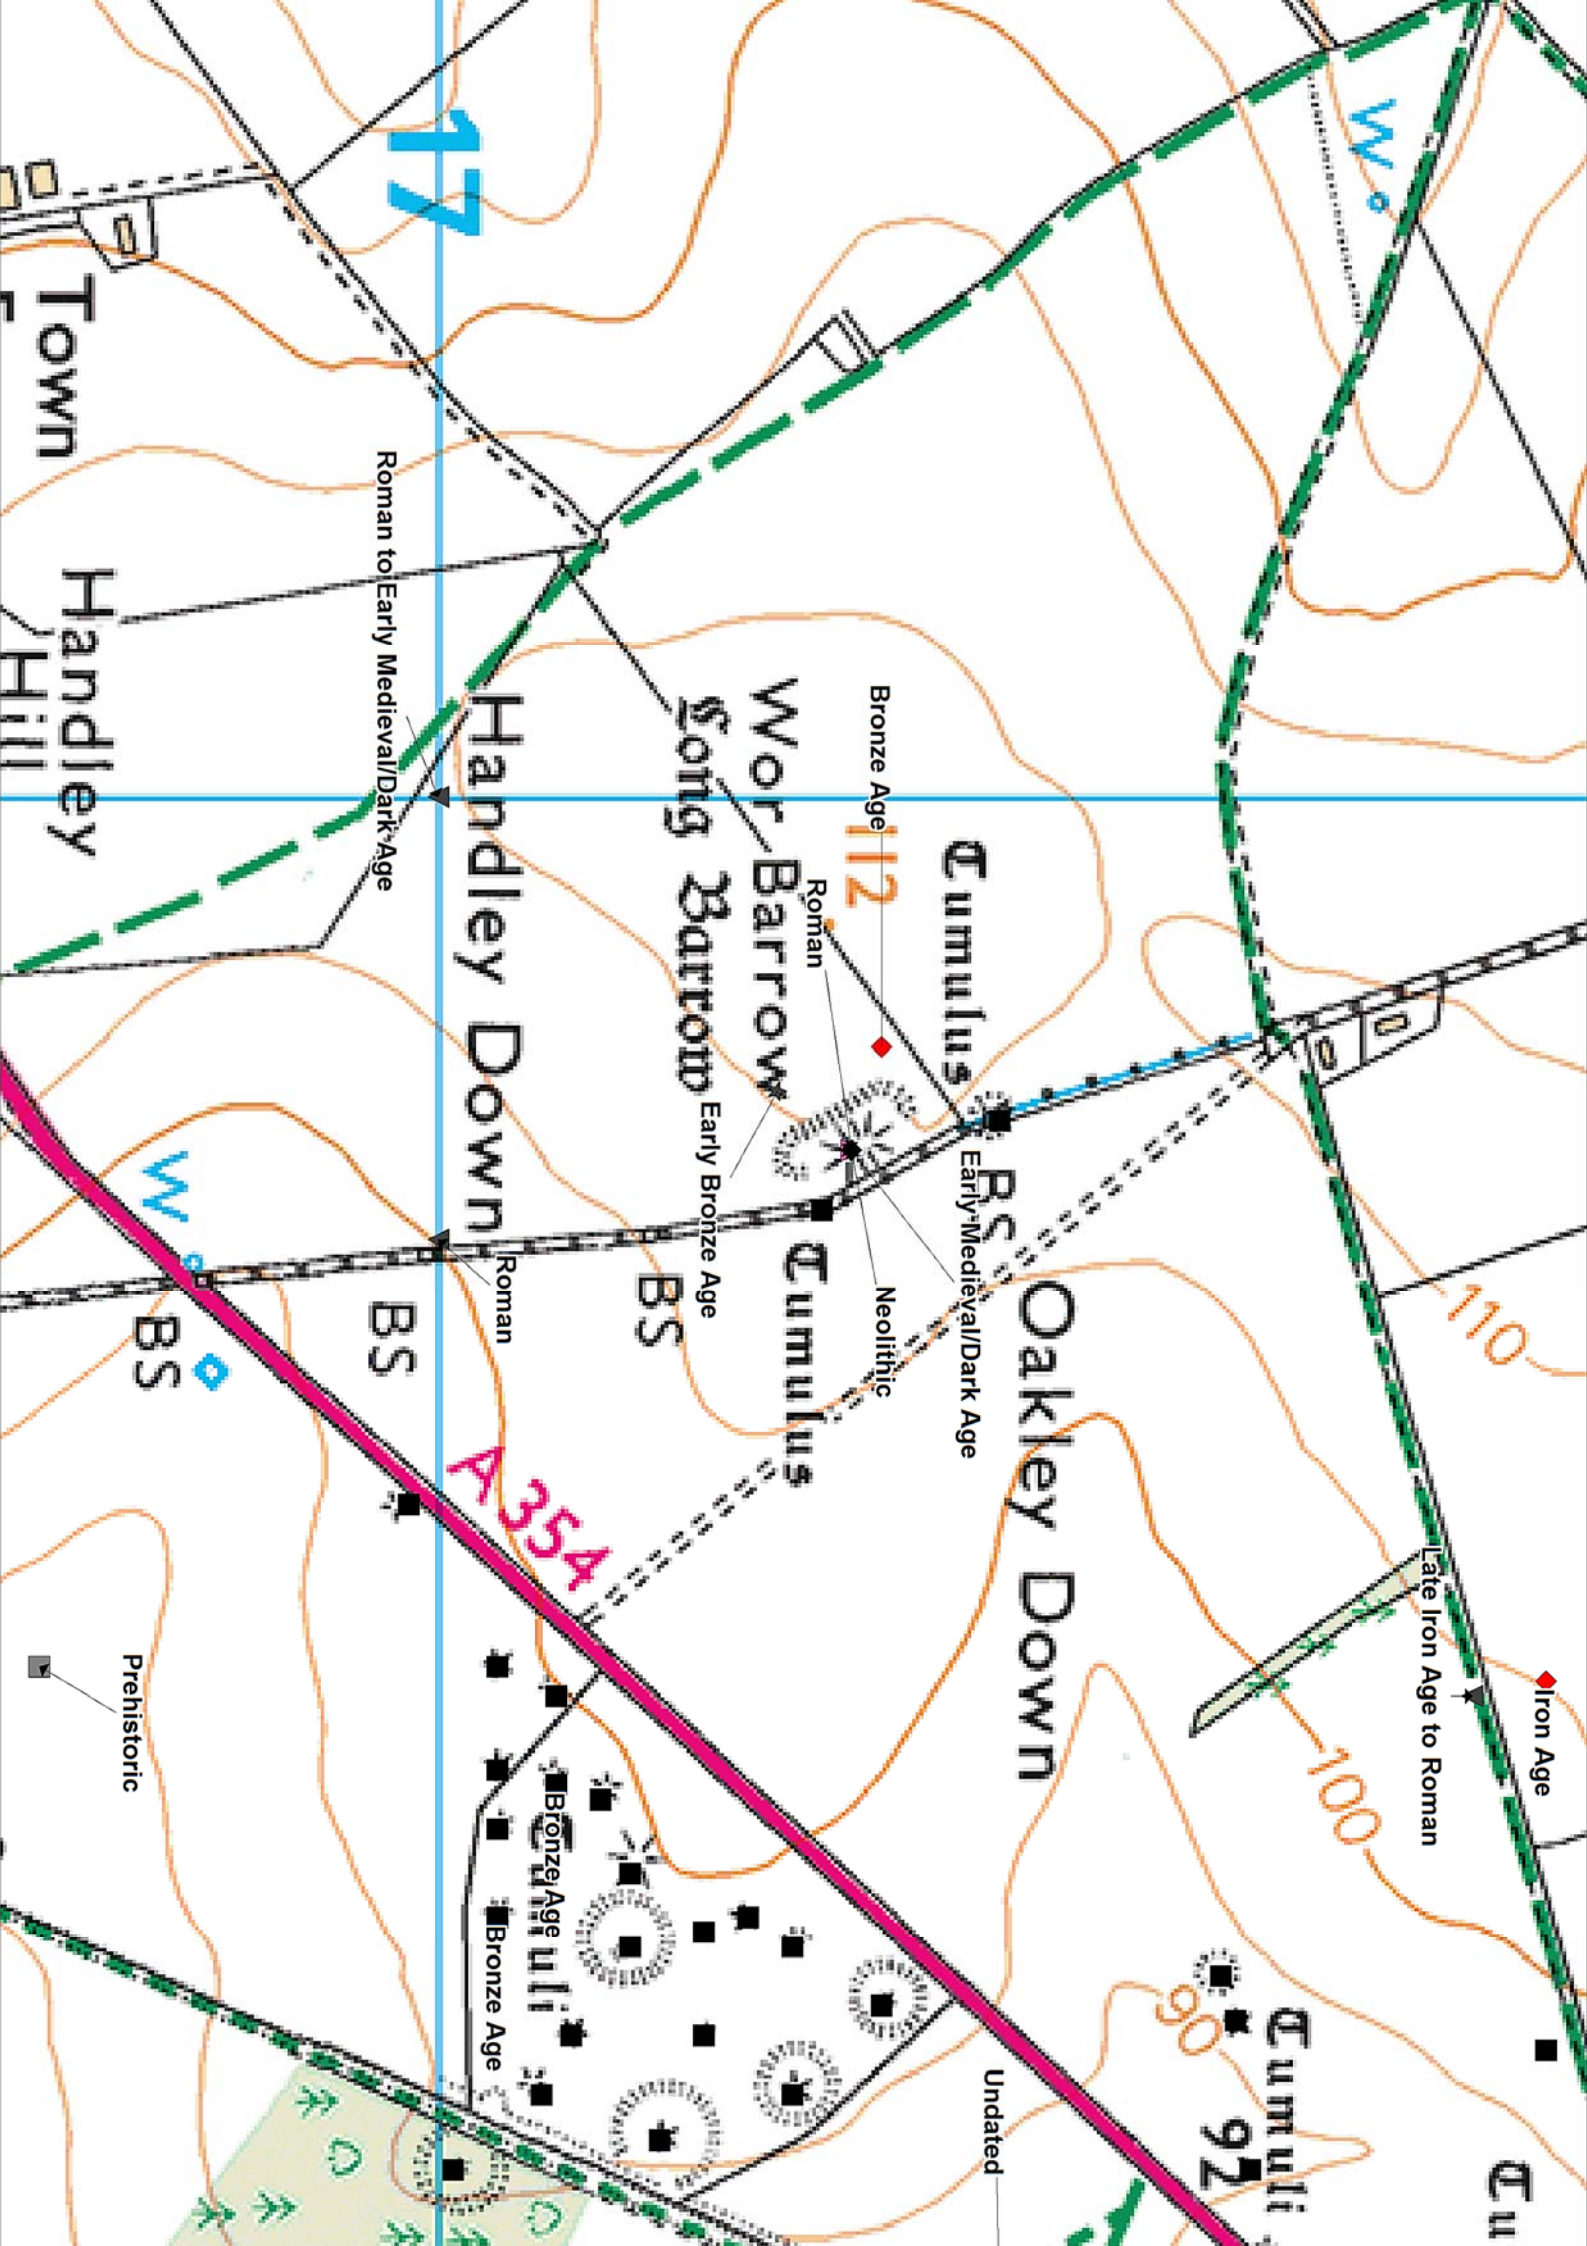 W
17
Town
Handley
Hill
Roman to Early Medieval/Dark Age
Handley Down
Wor Barrow
Long Barrow
Bronze Age
112
Roman
Tumulus
Early Bronze Age
BS
Early Medieval/Dark Age
Neolithic
Tumulus
Oakley Down
110
W
BS
BS
BS
Roman
A 354
Late Iron Age to Roman
Iron Age
100
Prehistoric
Bronze Age
Tumuli
Bronze Age
90
Tumuli
92
Undated
Tu